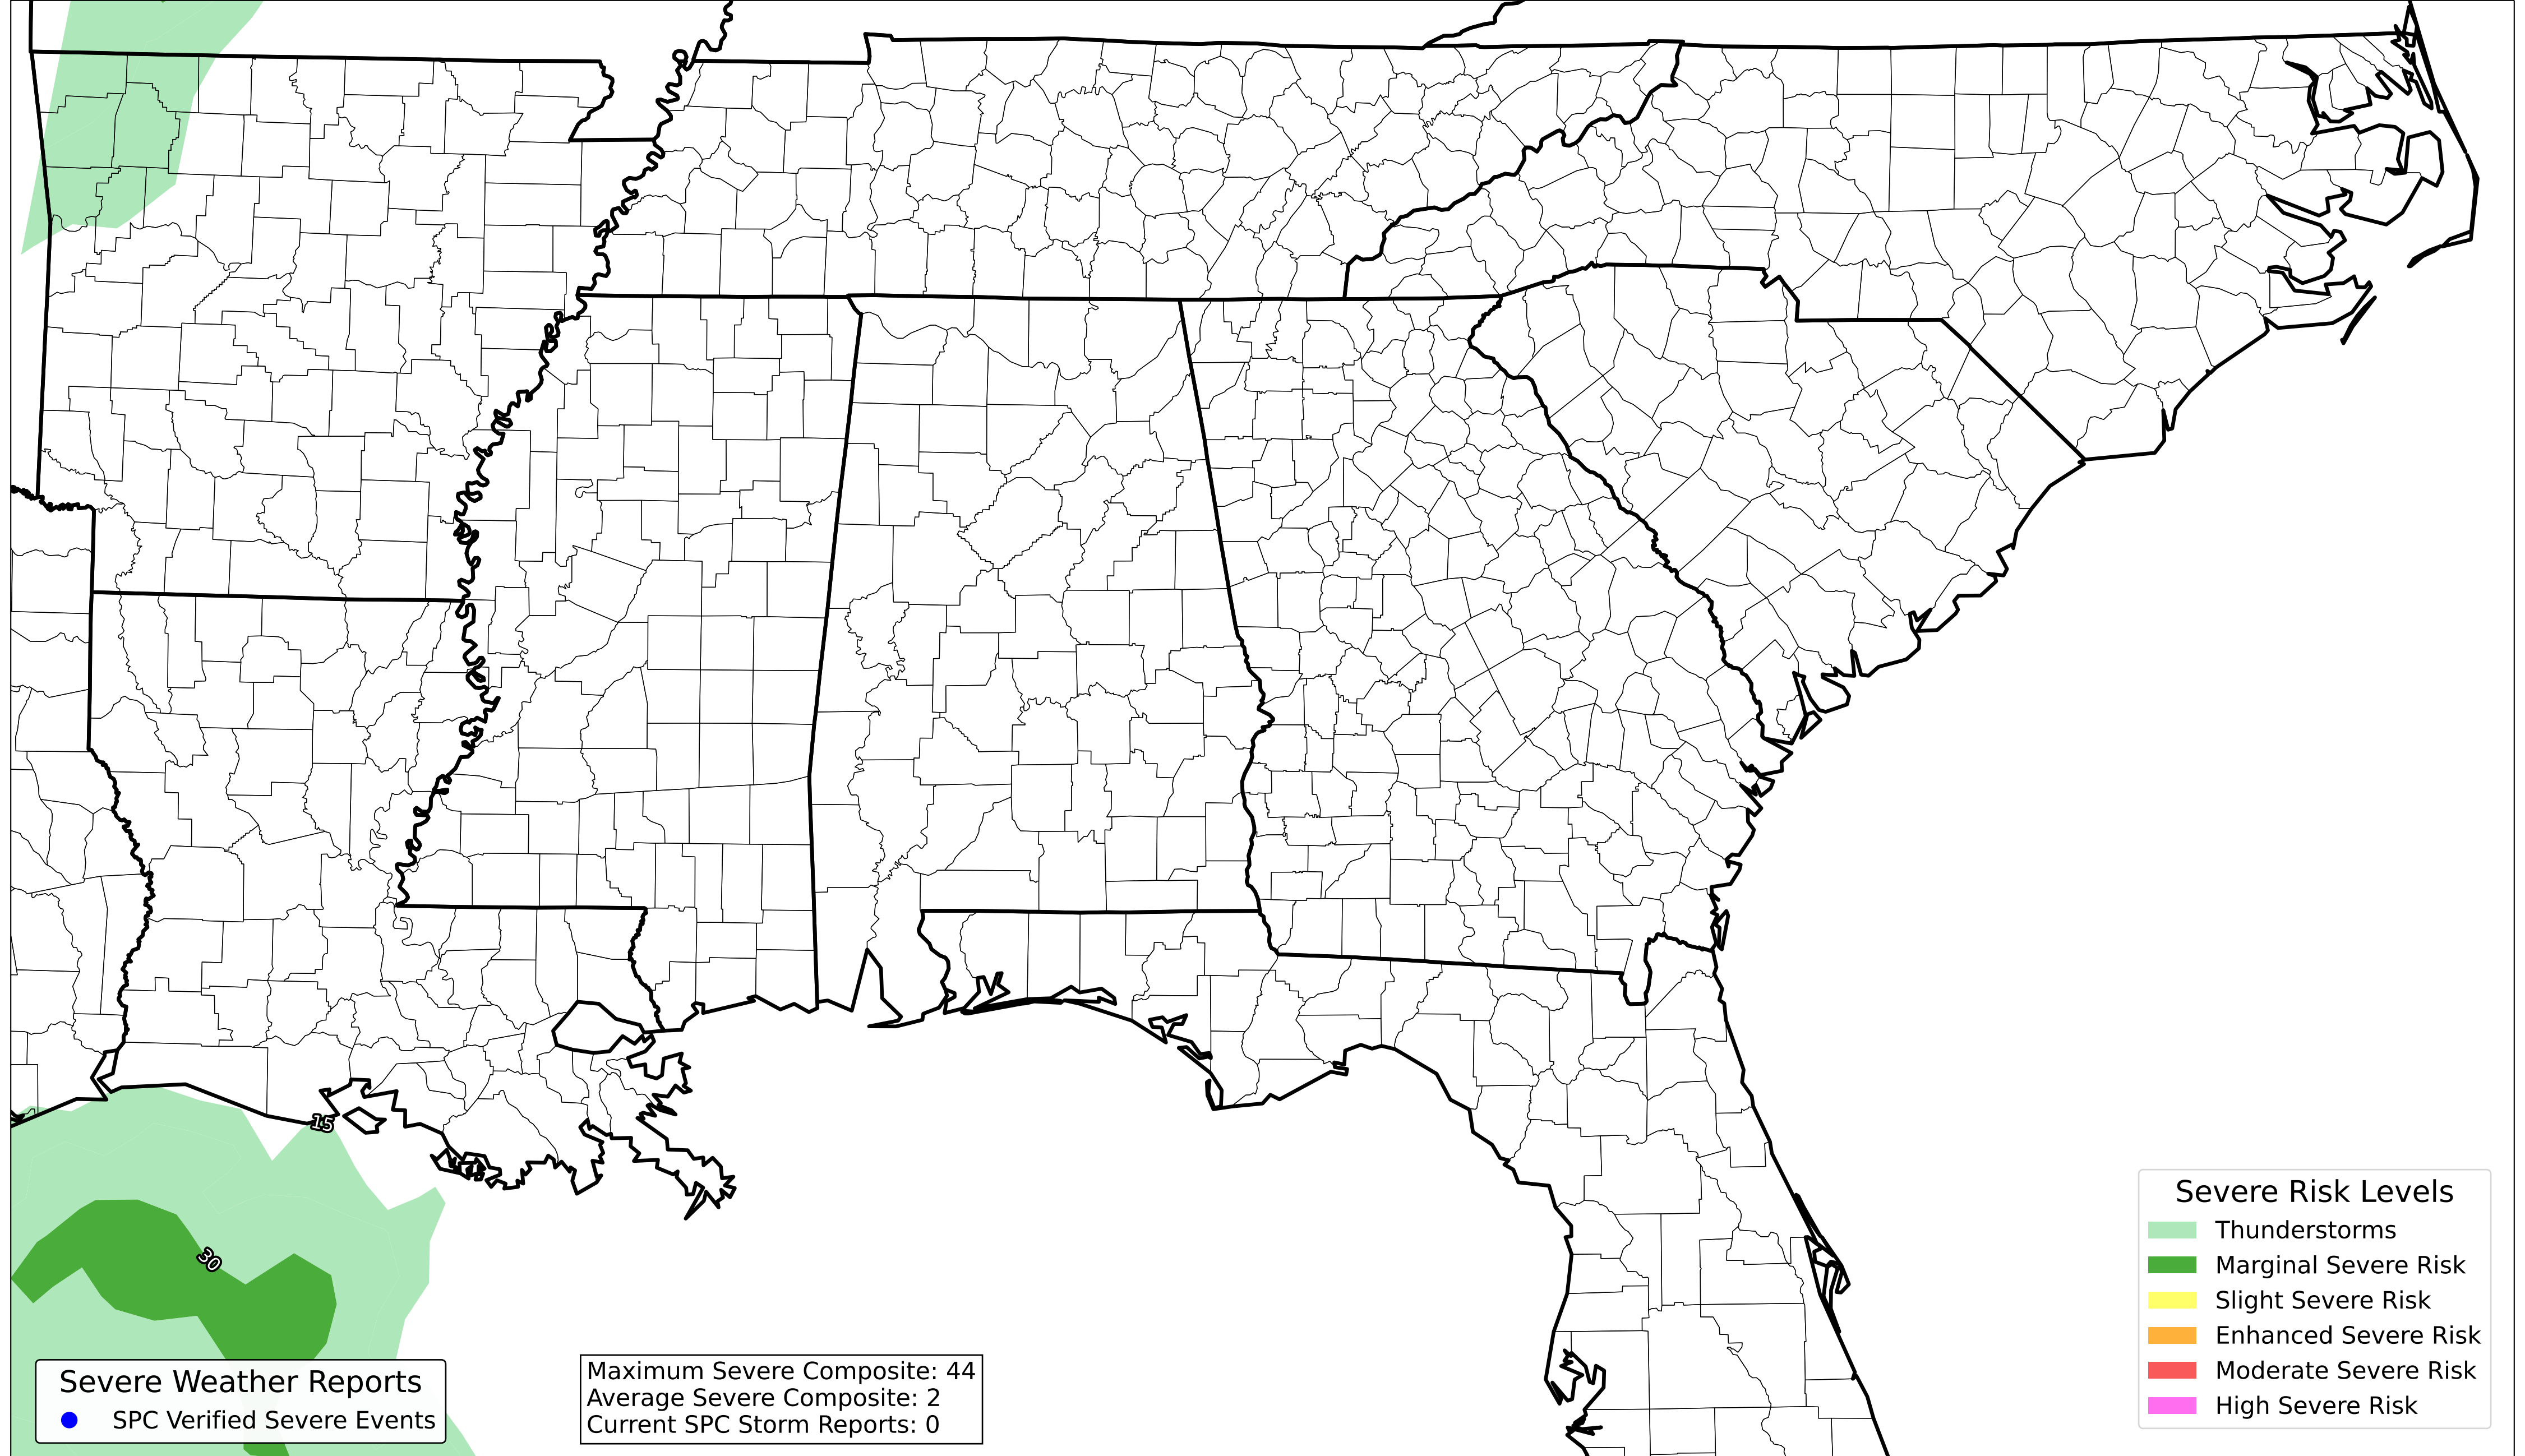 15
30
Severe Weather Reports
SPC Verified Severe Events
Maximum Severe Composite: 44
Average Severe Composite: 2
Current SPC Storm Reports: 0
Severe Risk Levels
Thunderstorms
Marginal Severe Risk
Slight Severe Risk
Enhanced Severe Risk
Moderate Severe Risk
High Severe Risk